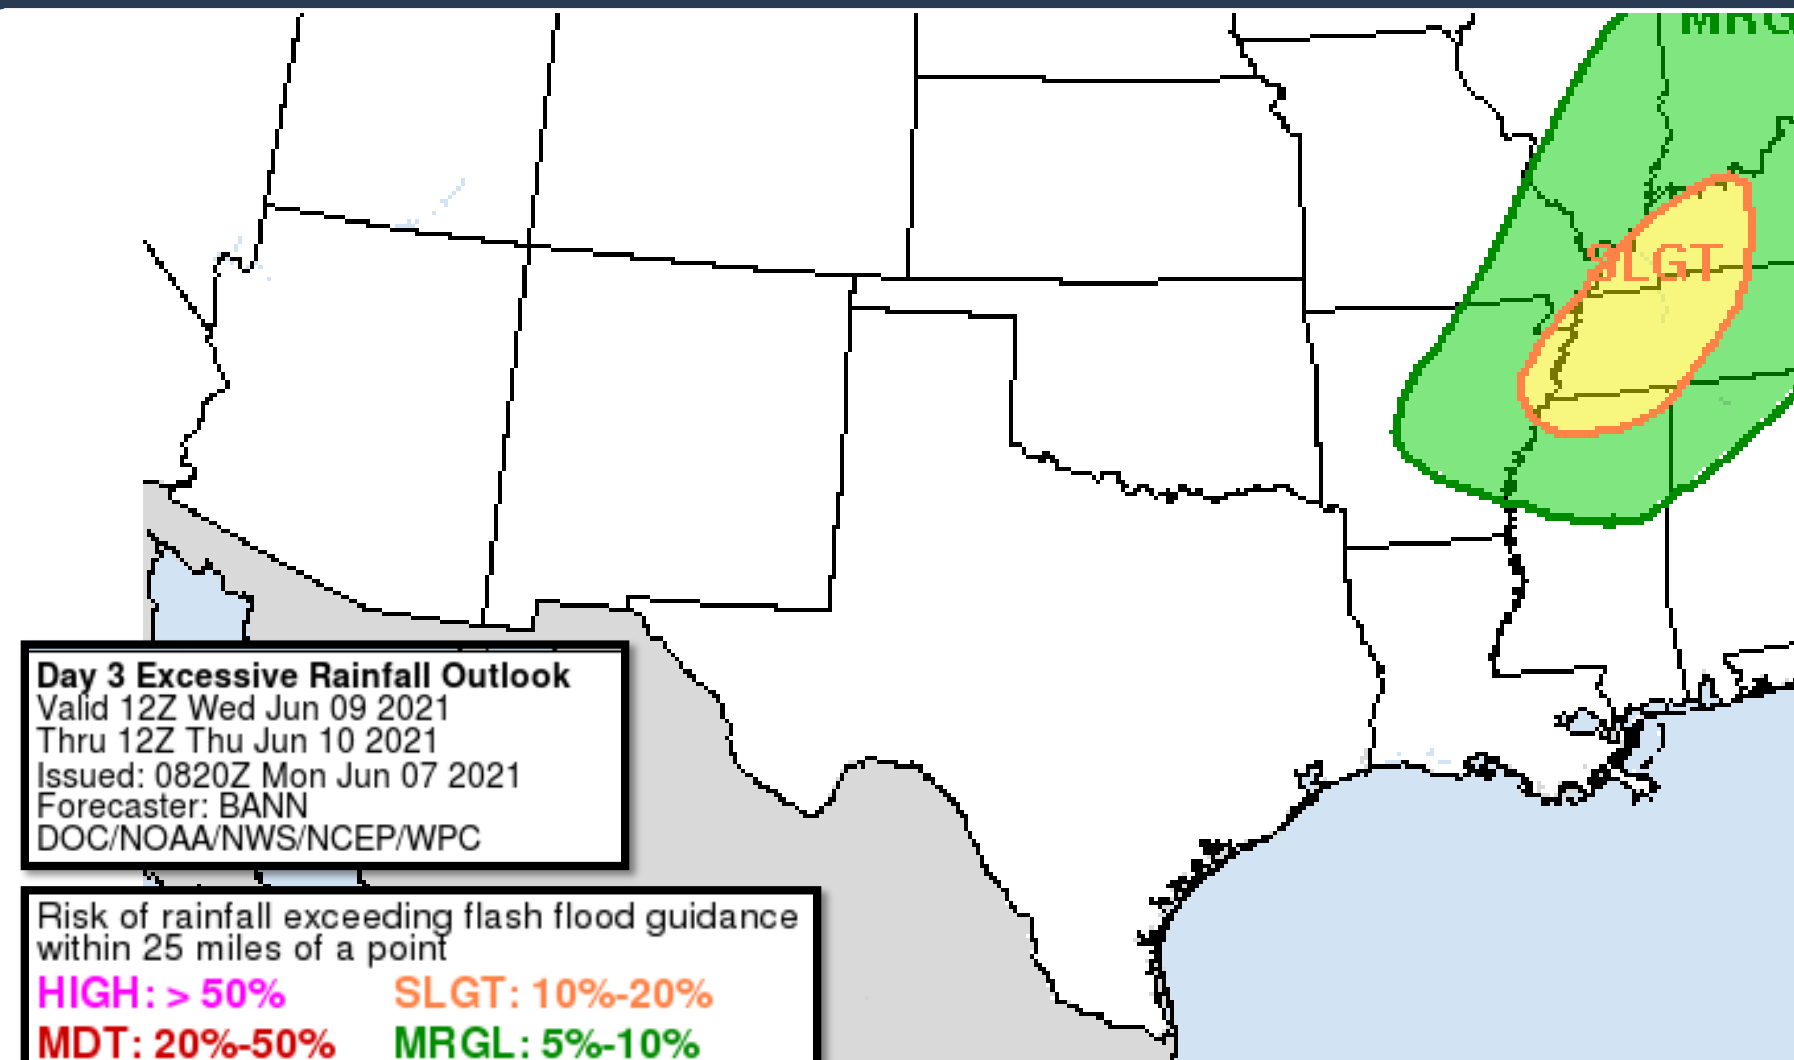 MRG
SLGT
Day 3 Excessive Rainfall Outlook
Valid 12Z Wed Jun 09 2021
Thru 12Z Thu Jun 10 2021
Issued: 0820Z Mon Jun 07 2021
Forecaster: BANN
DOC/NOAA/NWS/NCEP/WPC
Risk of rainfall exceeding flash flood guidance
within 25 miles of a point
HIGH: > 50% SLGT: 10%-20%
MDT: 20%-50% MRGL: 5%-10%